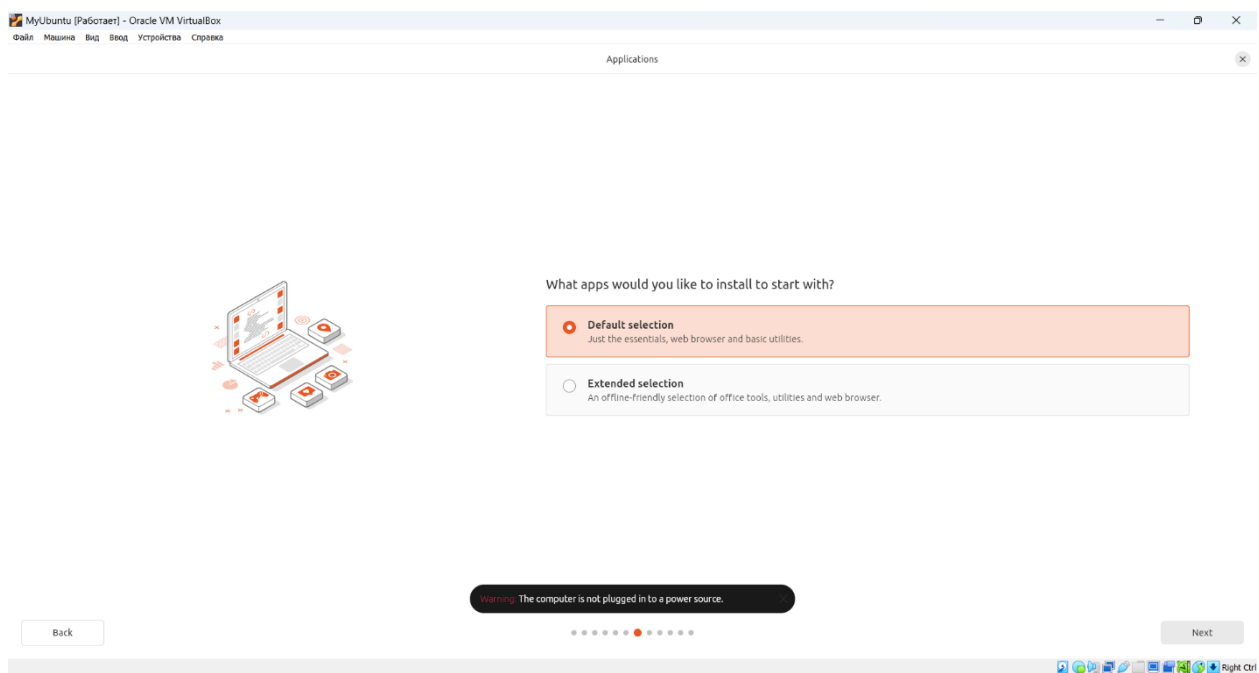 MyUbuntu [Работает] - Oracle VM VirtualBox
Файл Машина Вид Ввод Устройства Справка
Applications
What apps would you like to install to start with?
Default selection
Just the essentials, web browser and basic utilities.
Extended selection
An offline-friendly selection of office tools, utilities and web browser.
Warning: The computer is not plugged in to a power source.
Back
Next
Right Ctrl